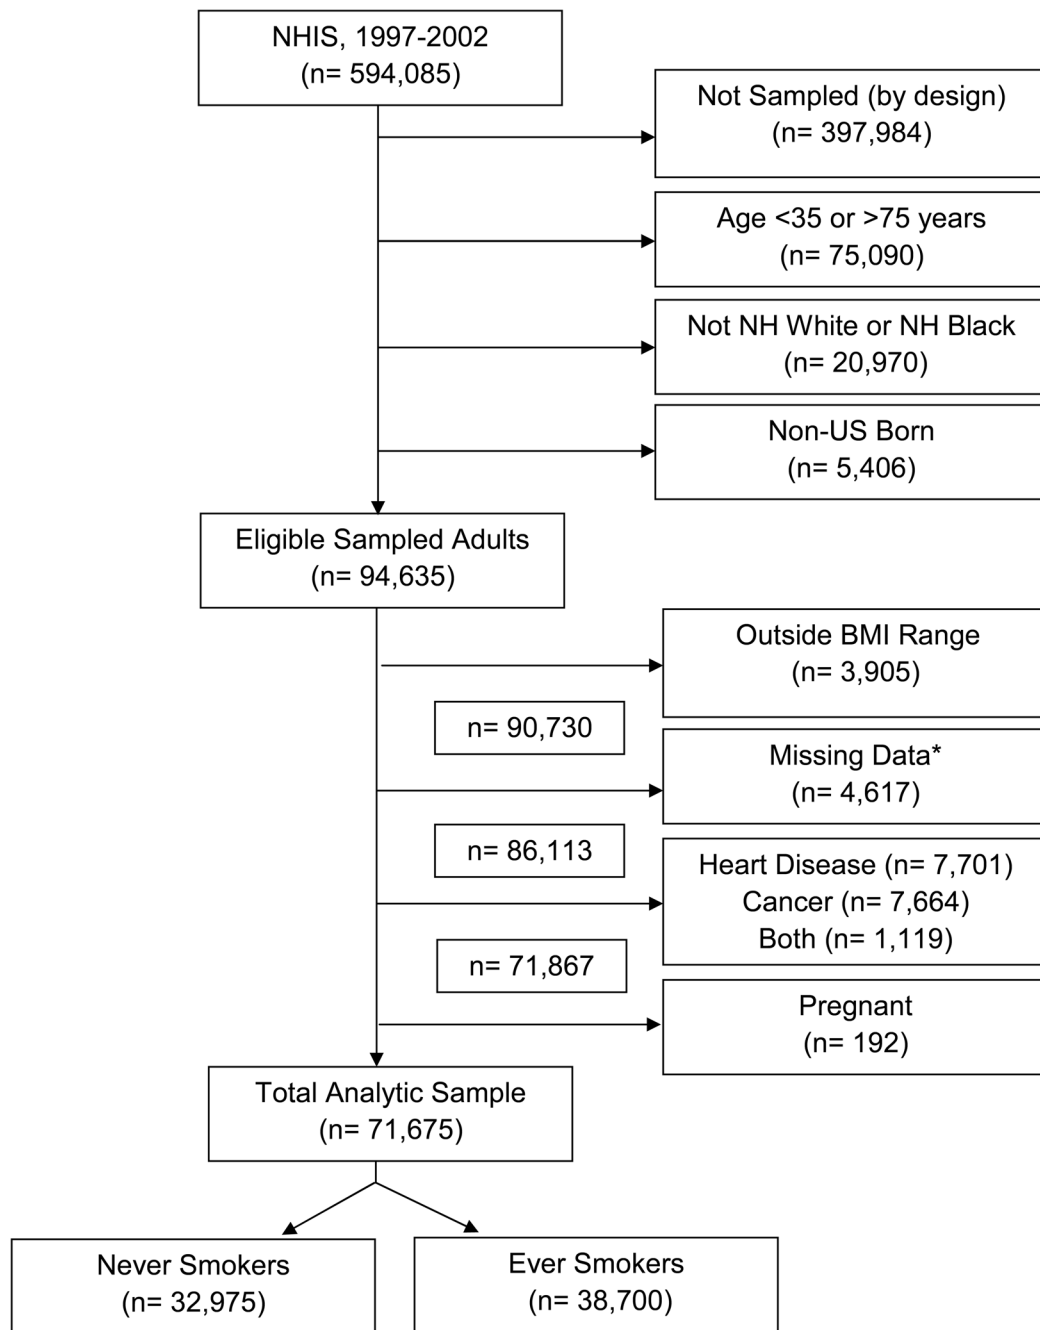 NHIS, 1997-2002
(n= 594,085)
Not Sampled (by design)
(n= 397,984)
Age <35 or >75 years
(n= 75,090)
Not NH White or NH Black
(n= 20,970)
Non-US Born
(n= 5,406)
Eligible Sampled Adults
(n= 94,635)
Outside BMI Range
(n= 3,905)
n= 90,730
Missing Data*
(n= 4,617)
n= 86,113
Heart Disease (n= 7,701)
Cancer (n= 7,664)
Both (n= 1,119)
n= 71,867
Pregnant
(n= 192)
Total Analytic Sample
(n= 71,675)
Never Smokers
(n= 32,975)
Ever Smokers
(n= 38,700)